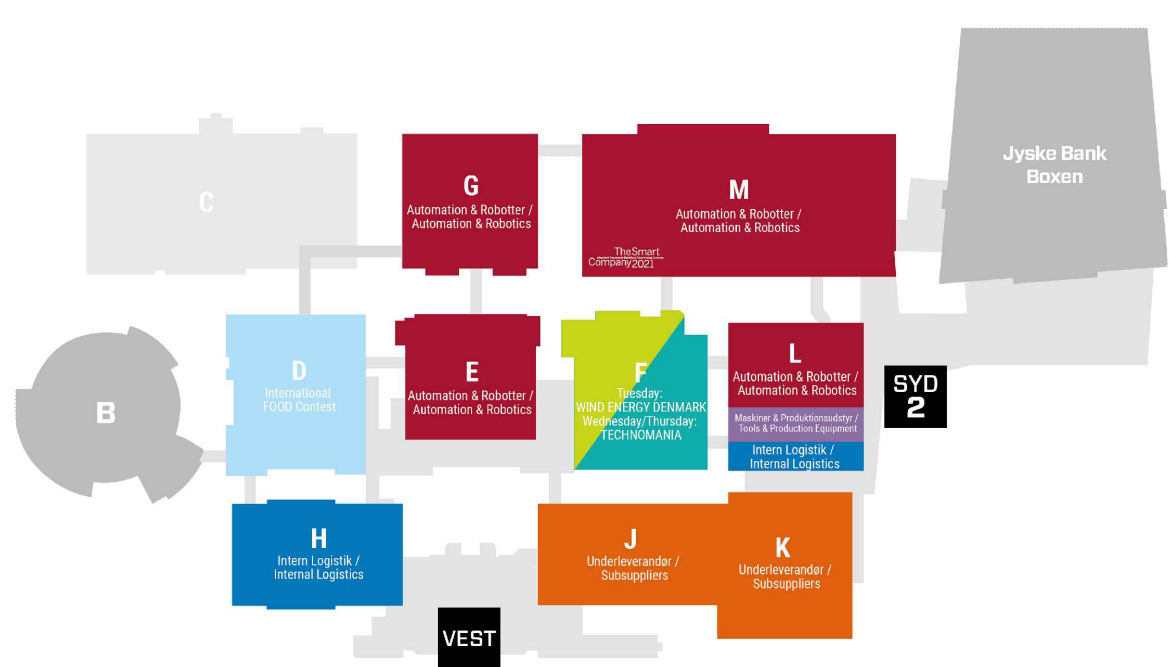 Jyske Bank
Boxen
C
G
Automation & Robotter /
Automation & Robotics
M
Automation & Robotter /
Automation & Robotics
TheSmart
Company2021
B
D
International
FOOD Contest
E
Automation & Robotter /
Automation & Robotics
F
Tuesday:
WIND ENERGY DENMARK
Wednesday/Thursday:
TECHNOMANIA
L
Automation & Robotter /
Automation & Robotics
Maskiner & Produktionsudstyr /
Tools & Production Equipment
Intern Logistik /
Internal Logistics
SYD
2
H
Intern Logistik /
Internal Logistics
J
Underleverandør /
Subsuppliers
K
Underleverandør /
Subsuppliers
VEST